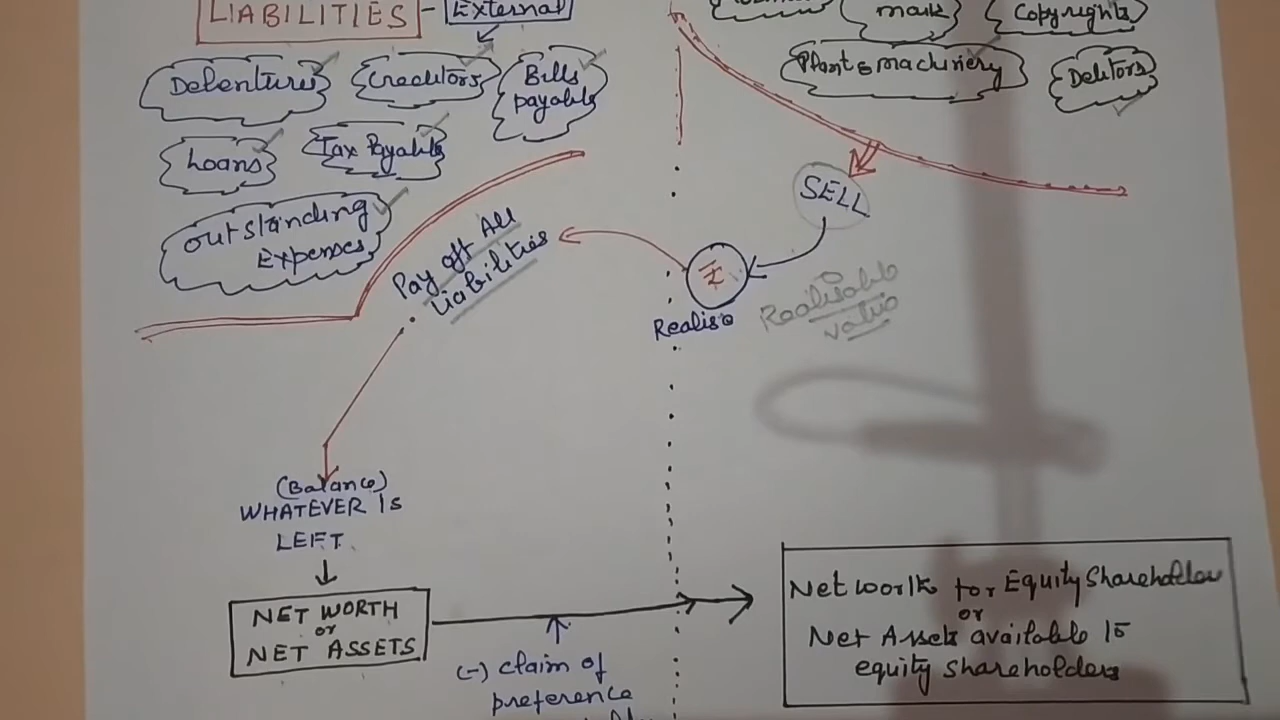 LIABILITIES - External
mark
Copyrights
Plant & machinery
Debtors
Debentures
Creditors
Bills
payable
Loans
Tax Payable
Outstanding
Expenses
SELL
Pay off All
Liabilities
₹
Realise
Realisable
value
(Balance)
WHATEVER IS
LEFT
NET WORTH
or
NET ASSETS
(-) claim of
preference
Net worth for Equity Shareholders
or
Net Assets available to
equity shareholders